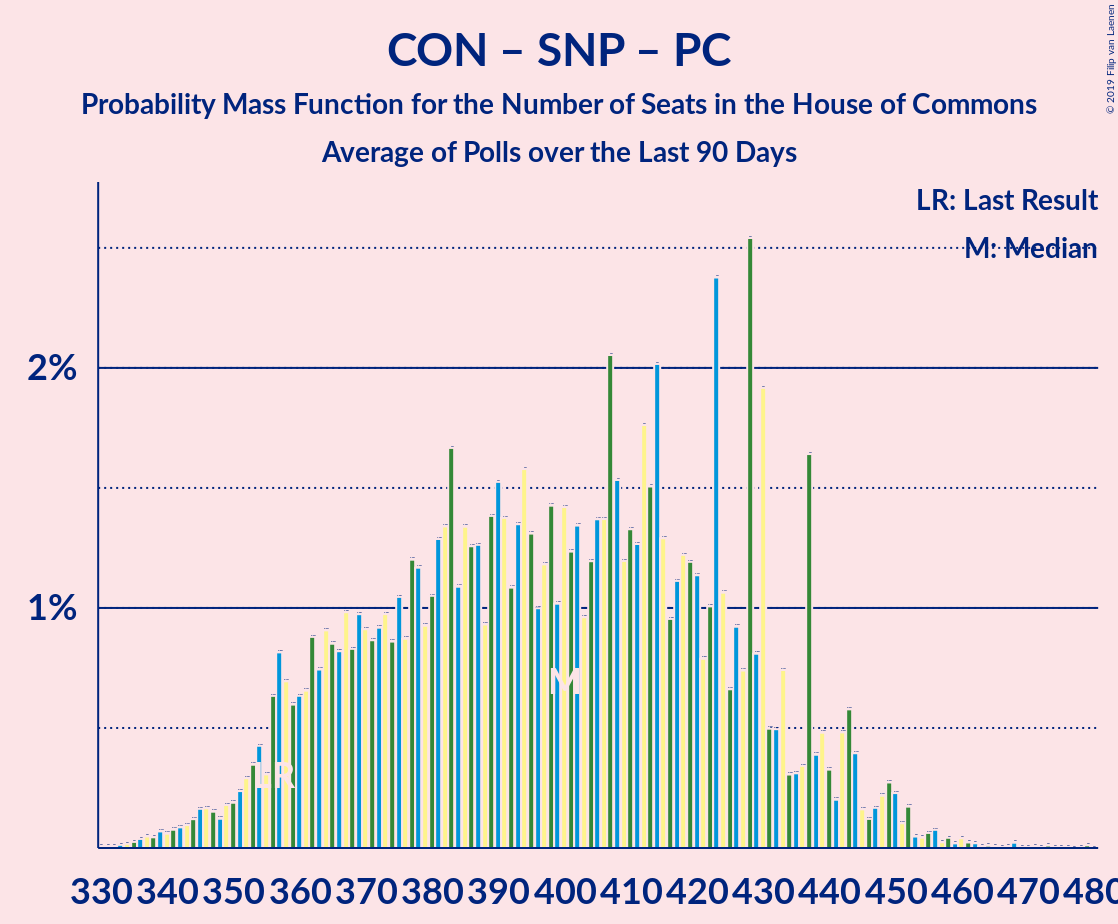 CON – SNP – PC
Probability Mass Function for the Number of Seats in the House of Commons
Average of Polls over the Last 90 Days
© 2019 Filip van Laenen
LR: Last Result
M: Median
2%
1%
LR
M
330 340 350 360 370 380 390 400 410 420 430 440 450 460 470 480